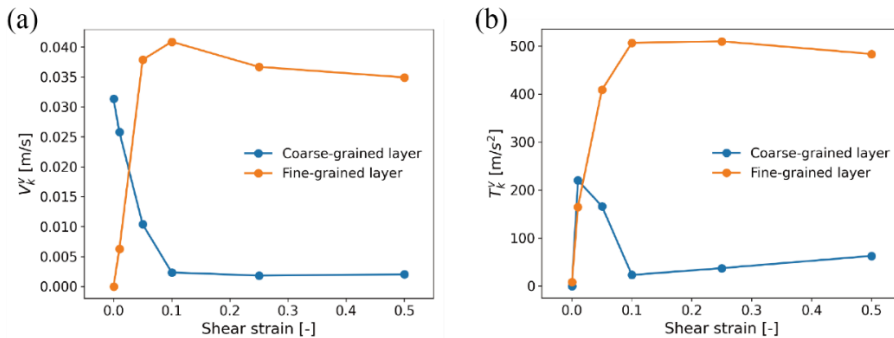 (a)
0.040
0.035
0.030
0.025
0.020
0.015
0.010
0.005
0.000
V_k^γ [m/s]
Coarse-grained layer
Fine-grained layer
0.0 0.1 0.2 0.3 0.4 0.5
Shear strain [-]
(b)
500
400
300
200
100
0
T_k^γ [m/s²]
Coarse-grained layer
Fine-grained layer
0.0 0.1 0.2 0.3 0.4 0.5
Shear strain [-]